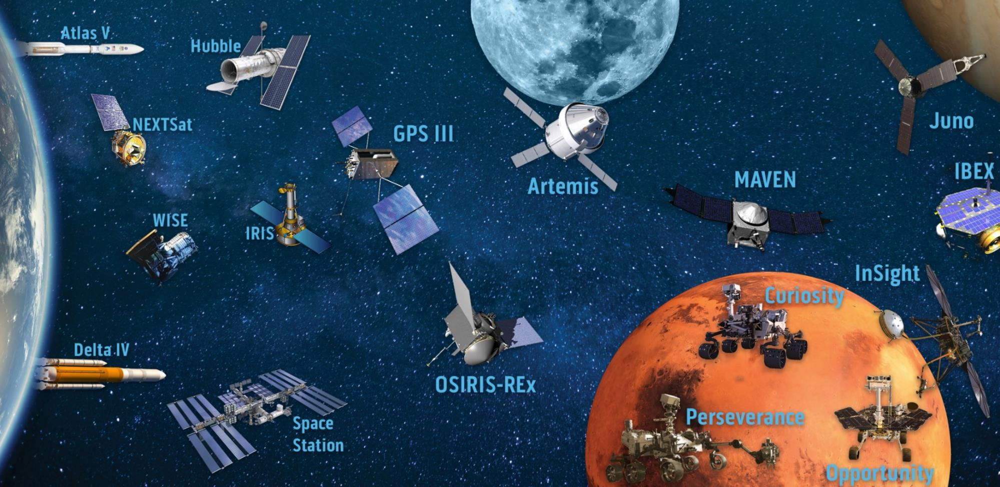 Atlas V
Hubble
NEXTSat
GPS III
Juno
IBEX
Artemis
MAVEN
WISE
IRIS
InSight
Curiosity
Delta IV
OSIRIS-REx
Perseverance
Space
Station
Opportunity